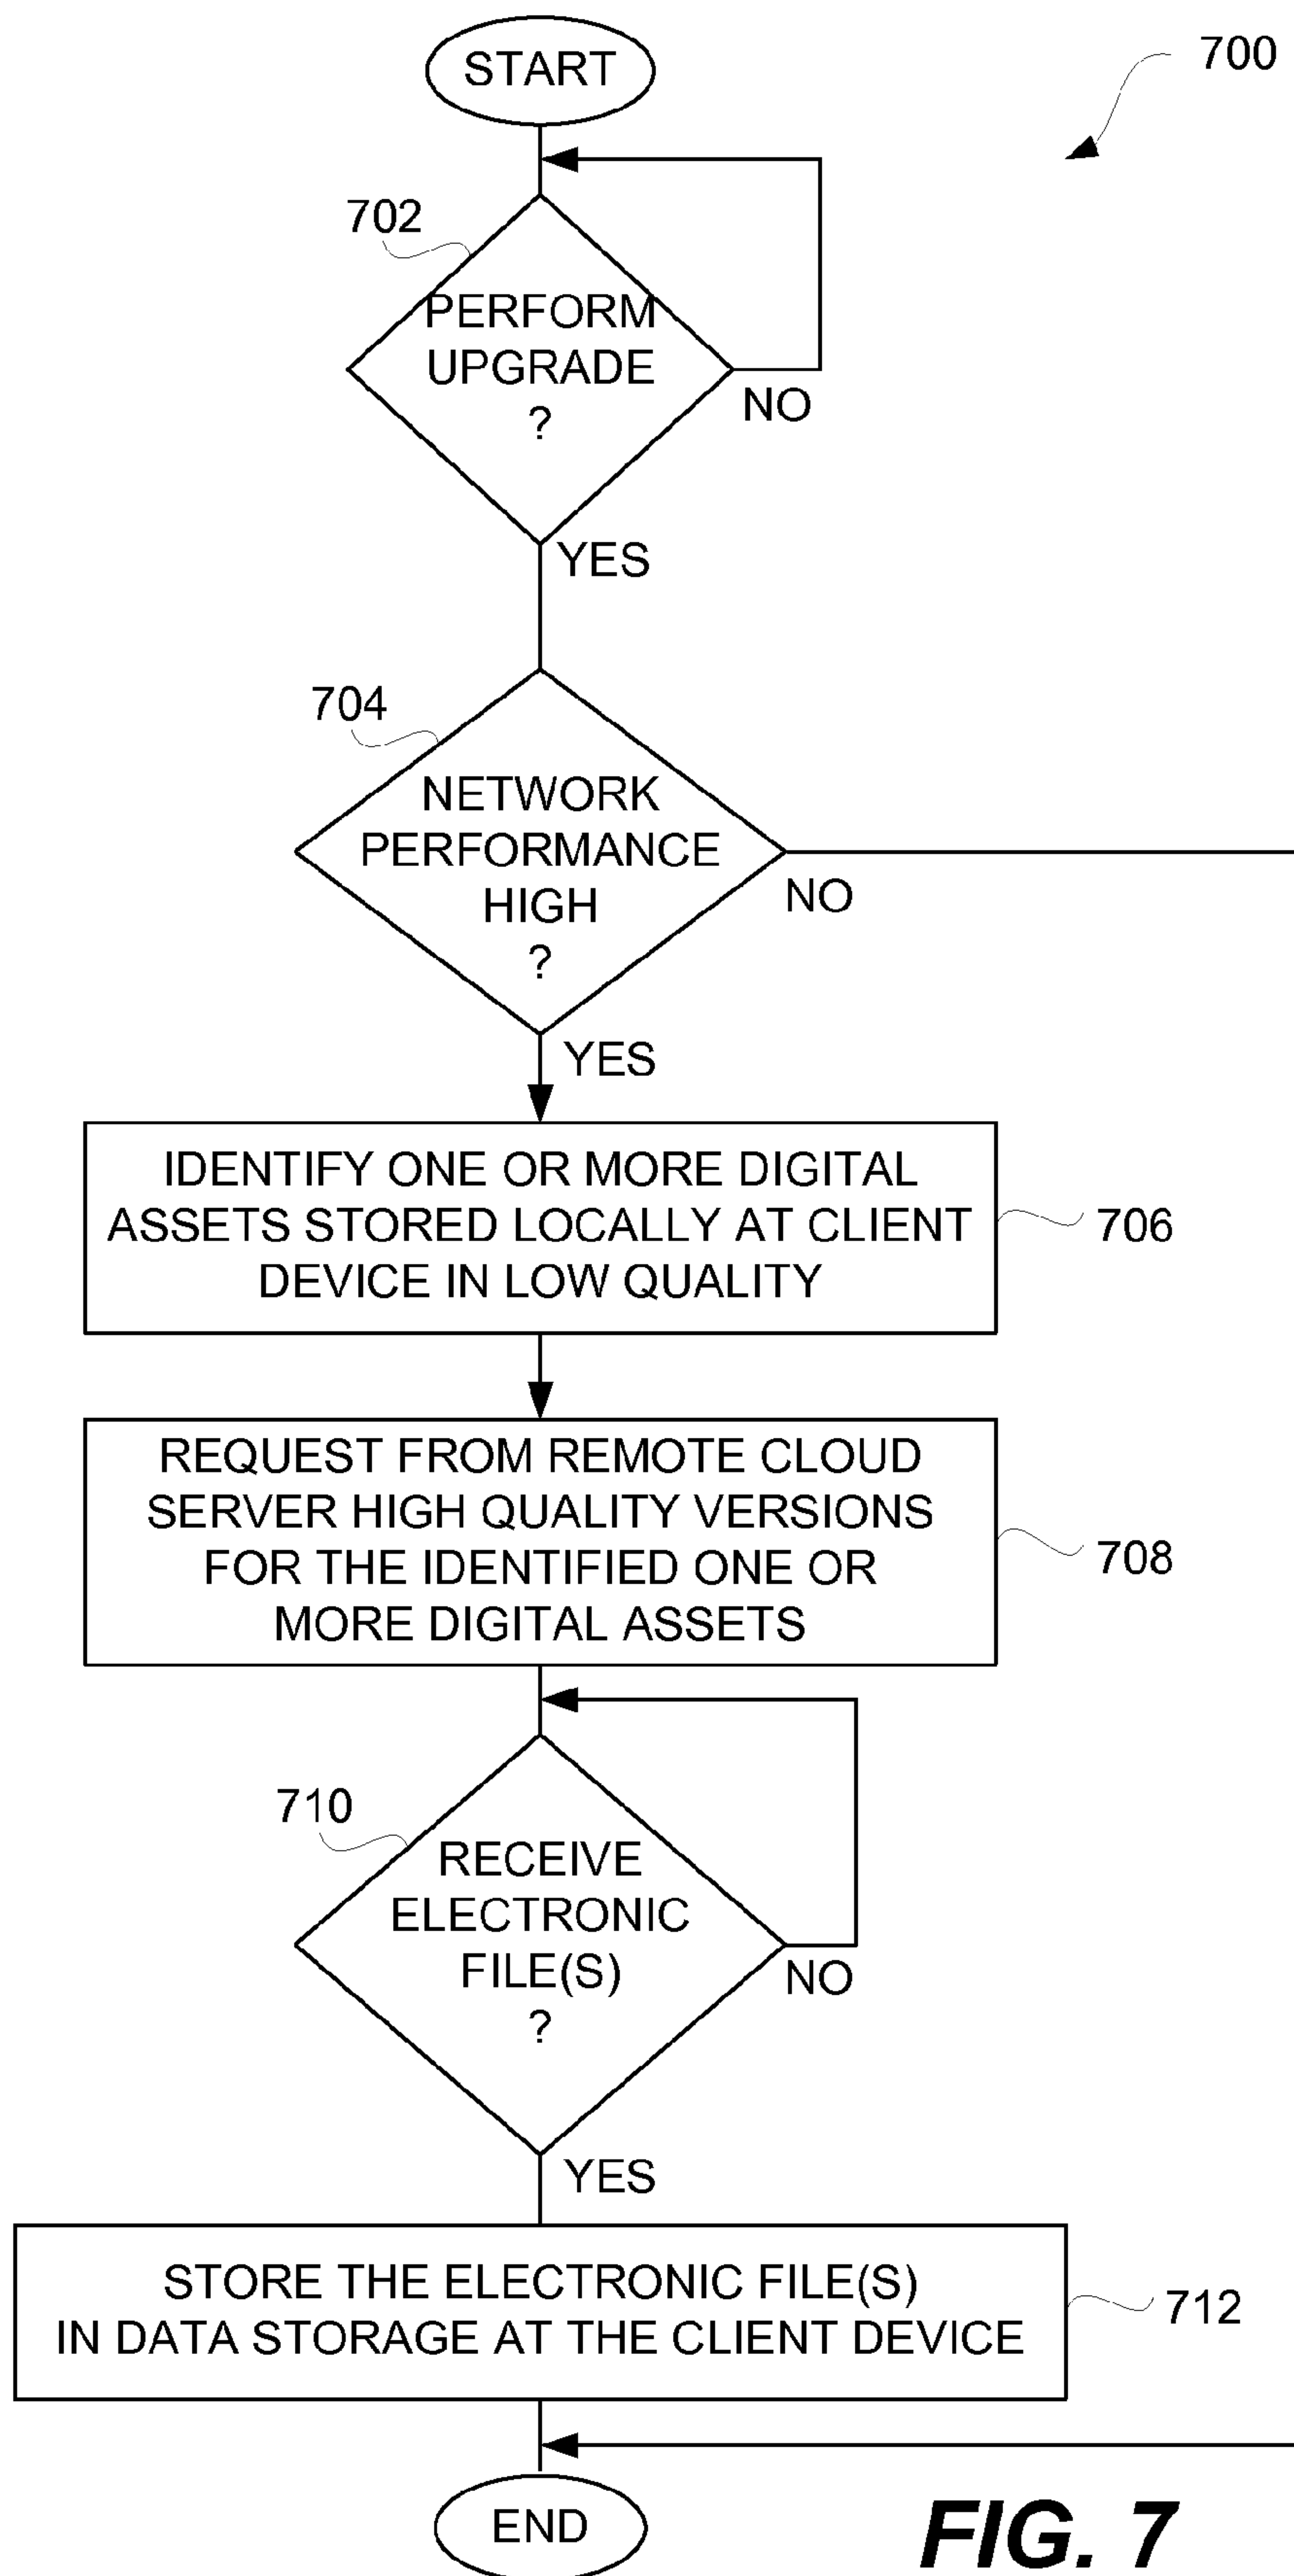 START
700
702
PERFORM
UPGRADE
?
NO
YES
704
NETWORK
PERFORMANCE
HIGH
?
NO
YES
IDENTIFY ONE OR MORE DIGITAL
ASSETS STORED LOCALLY AT CLIENT
DEVICE IN LOW QUALITY
706
REQUEST FROM REMOTE CLOUD
SERVER HIGH QUALITY VERSIONS
FOR THE IDENTIFIED ONE OR
MORE DIGITAL ASSETS
708
710
RECEIVE
ELECTRONIC
FILE(S)
?
NO
YES
STORE THE ELECTRONIC FILE(S)
IN DATA STORAGE AT THE CLIENT DEVICE
712
END
FIG. 7